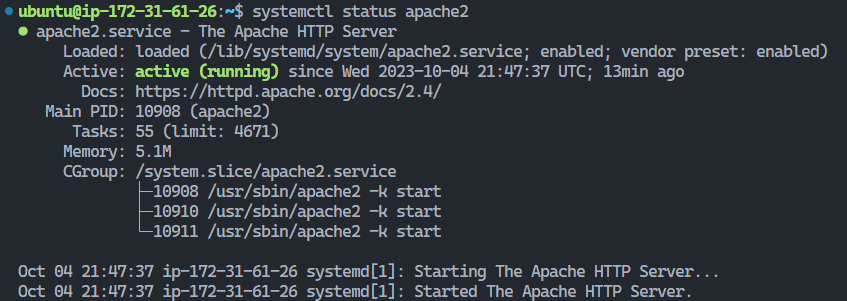 ubuntu@ip-172-31-61-26:~$ systemctl status apache2
● apache2.service - The Apache HTTP Server
Loaded: loaded (/lib/systemd/system/apache2.service; enabled; vendor preset: enabled)
Active: active (running) since Wed 2023-10-04 21:47:37 UTC; 13min ago
Docs: https://httpd.apache.org/docs/2.4/
Main PID: 10908 (apache2)
Tasks: 55 (limit: 4671)
Memory: 5.1M
CGroup: /system.slice/apache2.service
├─10908 /usr/sbin/apache2 -k start
├─10910 /usr/sbin/apache2 -k start
└─10911 /usr/sbin/apache2 -k start
Oct 04 21:47:37 ip-172-31-61-26 systemd[1]: Starting The Apache HTTP Server...
Oct 04 21:47:37 ip-172-31-61-26 systemd[1]: Started The Apache HTTP Server.